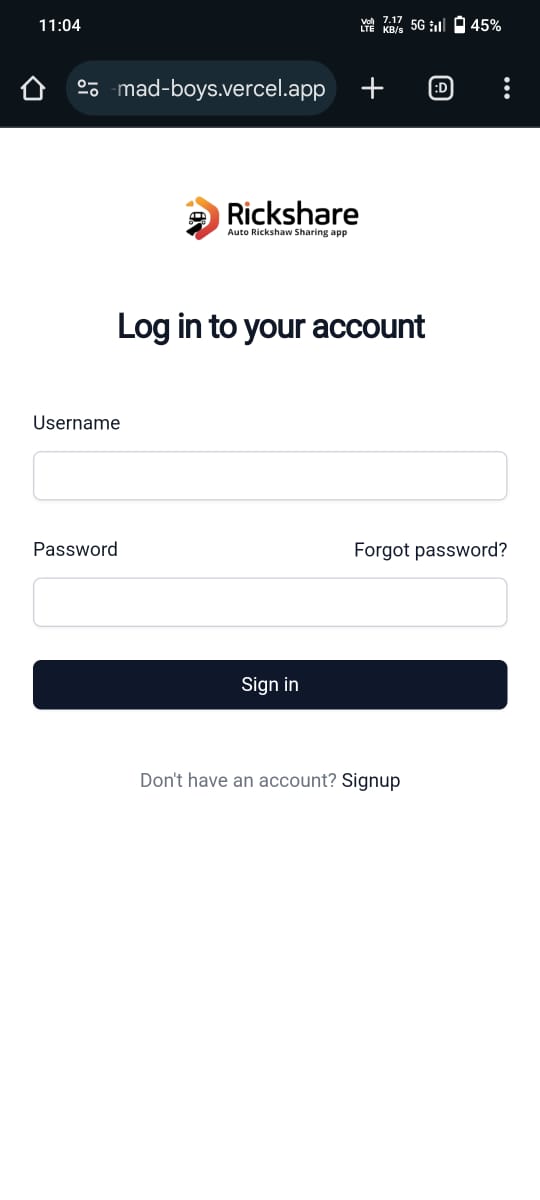 11:04 Vo) LTE 7.17 KB/s 5G 45%
-mad-boys.vercel.app :D
Rickshare
Auto Rickshaw Sharing app
Log in to your account
Username
Password Forgot password?
Sign in
Don't have an account? Signup